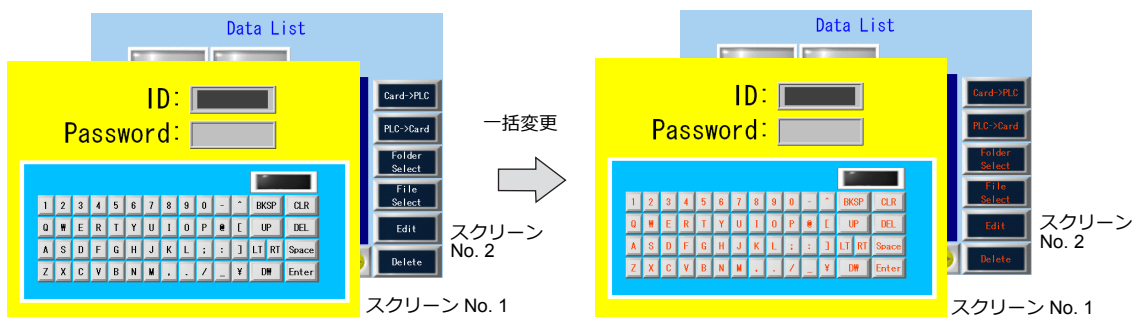 Data List
ID:
Password:
Card->PLC
PLC->Card
Folder
Select
File
Select
Edit
Delete
1 2 3 4 5 6 7 8 9 0 - ^ BKSP CLR
Q W E R T Y U I O P @ [ UP DEL
A S D F G H J K L ; : ] LT RT Space
Z X C V B N M , . / _ ¥ DW Enter
スクリーン
No. 2
スクリーン No. 1
一括変更
Data List
ID:
Password:
Card->PLC
PLC->Card
Folder
Select
File
Select
Edit
Delete
1 2 3 4 5 6 7 8 9 0 - ^ BKSP CLR
Q W E R T Y U I O P @ [ UP DEL
A S D F G H J K L ; : ] LT RT Space
Z X C V B N M , . / _ ¥ DW Enter
スクリーン
No. 2
スクリーン No. 1